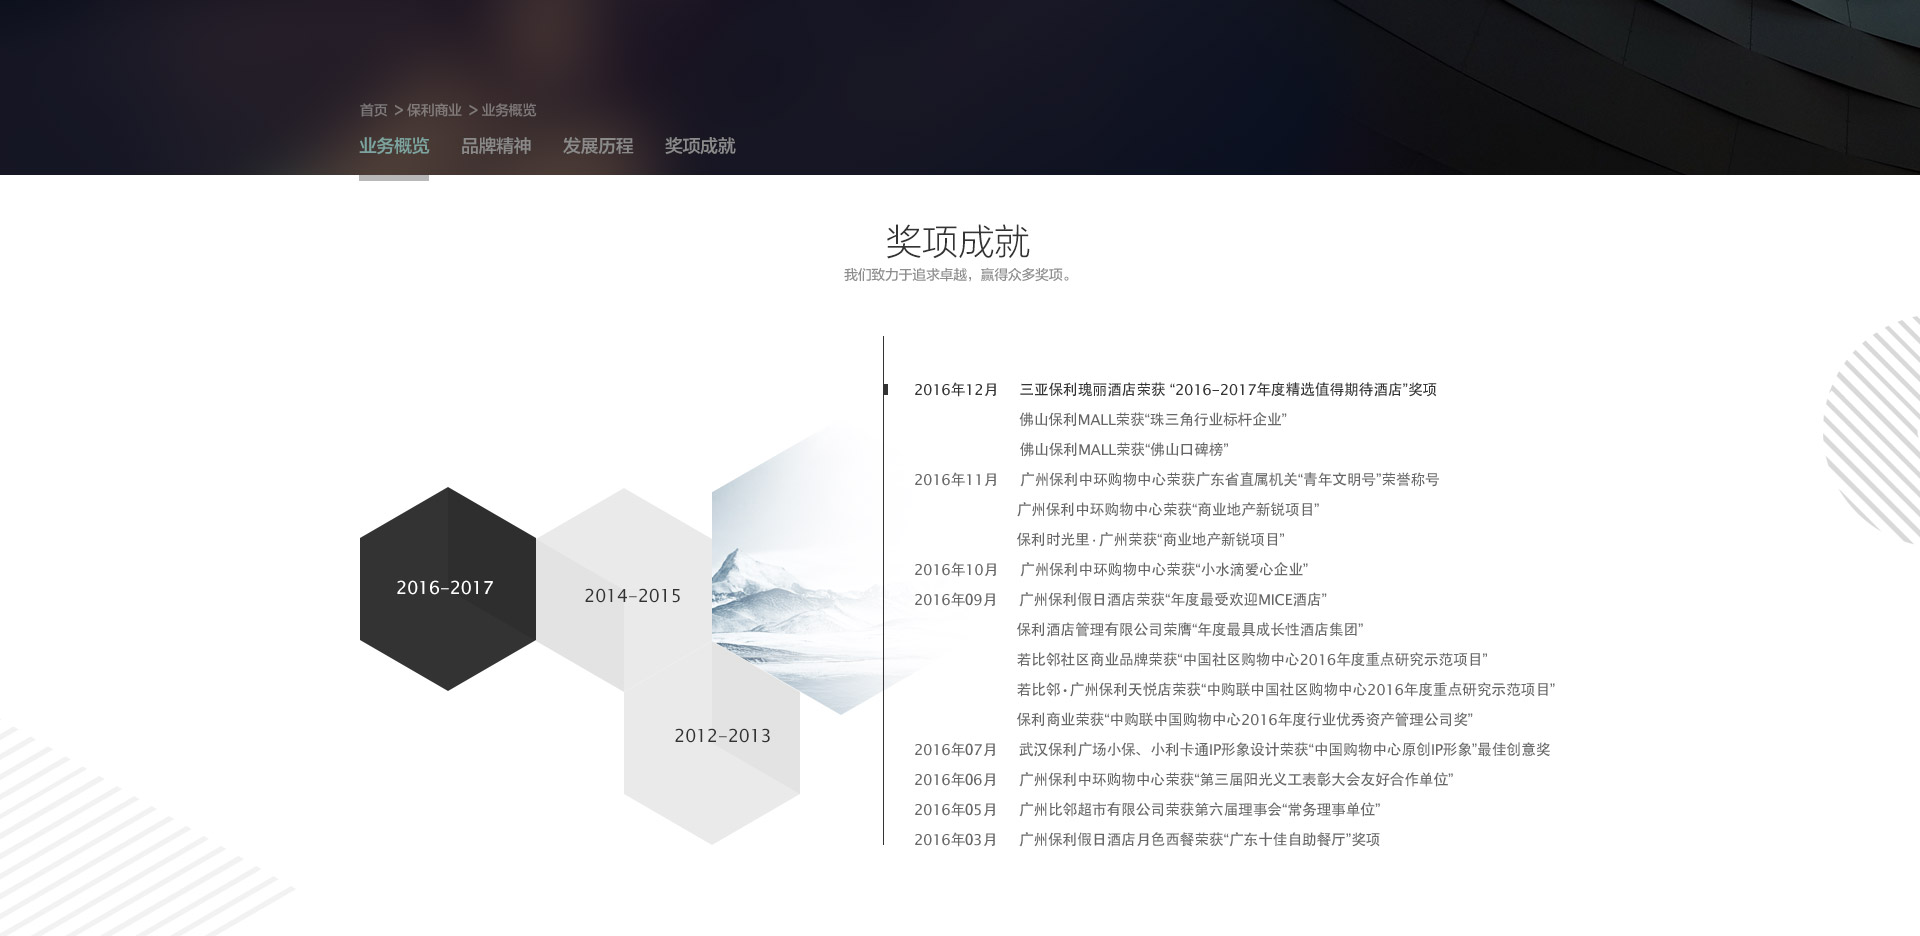 首页 > 保利商业 > 业务概览
业务概览 品牌精神 发展历程 奖项成就
奖项成就
我们致力于追求卓越，赢得众多奖项。
2016年12月 三亚保利瑰丽酒店荣获 “2016-2017年度精选值得期待酒店”奖项
佛山保利MALL荣获“珠三角行业标杆企业”
佛山保利MALL荣获“佛山口碑榜”
2016年11月 广州保利中环购物中心荣获广东省直属机关“青年文明号”荣誉称号
广州保利中环购物中心荣获“商业地产新锐项目”
保利时光里·广州荣获“商业地产新锐项目”
2016年10月 广州保利中环购物中心荣获“小水滴爱心企业”
2016年09月 广州保利假日酒店荣获“年度最受欢迎MICE酒店”
保利酒店管理有限公司荣膺“年度最具成长性酒店集团”
若比邻社区商业品牌荣获“中国社区购物中心2016年度重点研究示范项目”
若比邻·广州保利天悦店荣获“中购联中国社区购物中心2016年度重点研究示范项目”
保利商业荣获“中购联中国购物中心2016年度行业优秀资产管理公司奖”
2016年07月 武汉保利广场小保、小利卡通IP形象设计荣获“中国购物中心原创IP形象”最佳创意奖
2016年06月 广州保利中环购物中心荣获“第三届阳光义工表彰大会友好合作单位”
2016年05月 广州比邻超市有限公司荣获第六届理事会“常务理事单位”
2016年03月 广州保利假日酒店月色西餐荣获“广东十佳自助餐厅”奖项
2016-2017
2014-2015
2012-2013